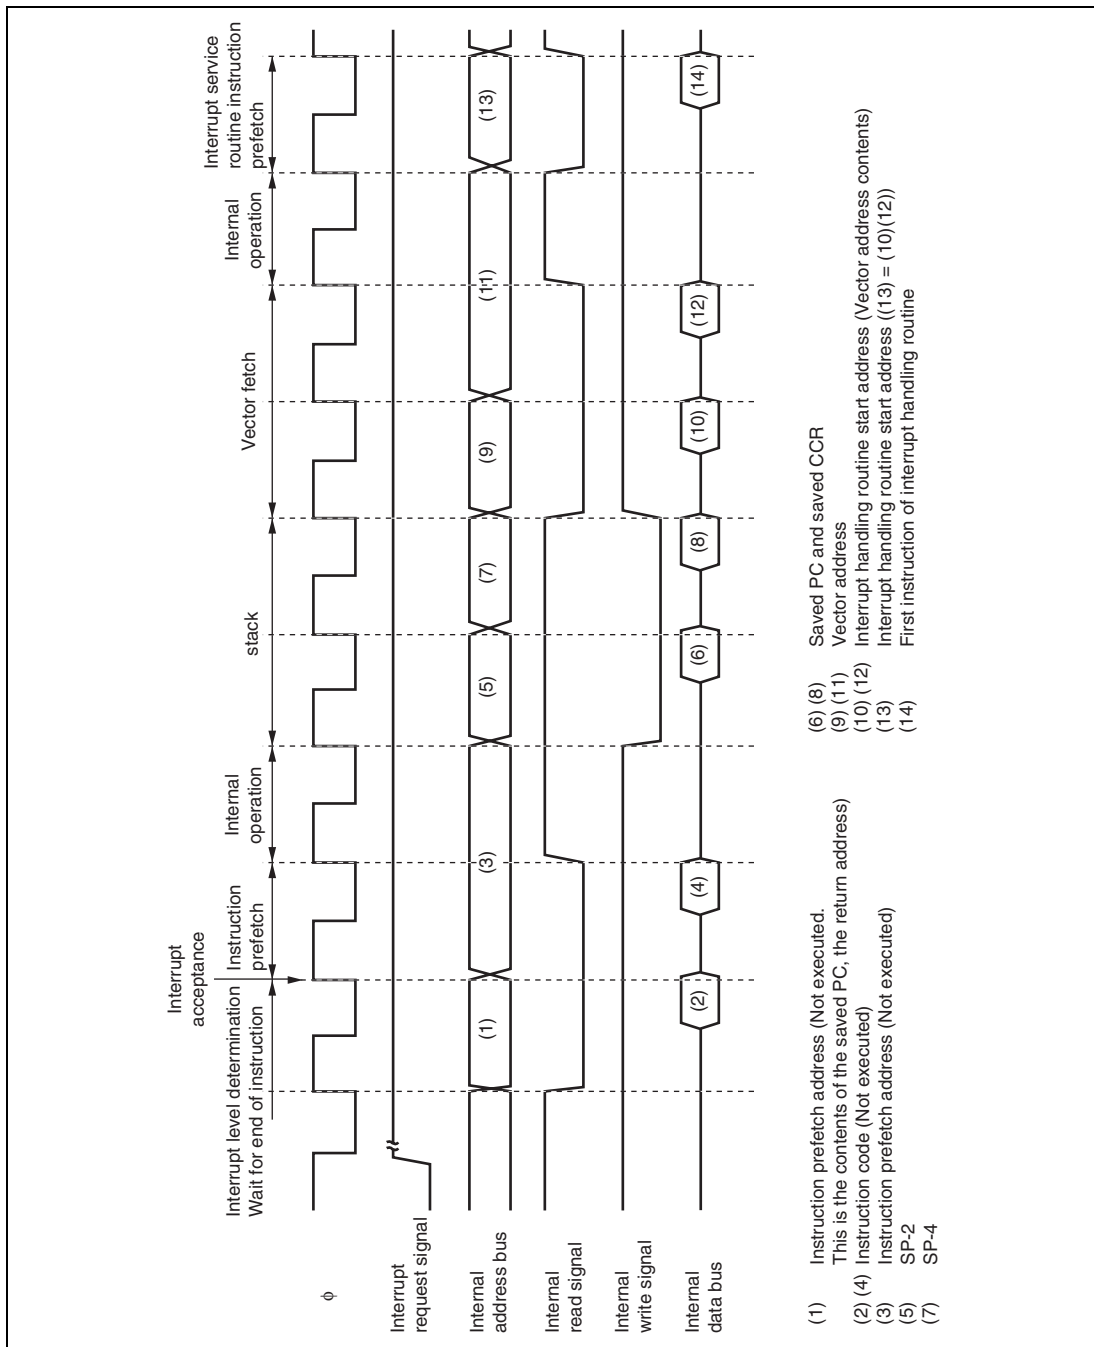 Interrupt
acceptance
Interrupt level determination
Wait for end of instruction
Instruction
prefetch
Internal
operation
stack
Vector fetch
Internal
operation
Interrupt service
routine instruction
prefetch
φ
Interrupt
request signal
Internal
address bus
(1)
(3)
(5)
(7)
(9)
(11)
(13)
Internal
read signal
Internal
write signal
Internal
data bus
(2)
(4)
(6)
(8)
(10)
(12)
(14)
(1) Instruction prefetch address (Not executed.
This is the contents of the saved PC, the return address)
(2) (4) Instruction code (Not executed)
(3) Instruction prefetch address (Not executed)
(5) SP-2
(7) SP-4
(6) (8) Saved PC and saved CCR
(9) (11) Vector address
(10) (12) Interrupt handling routine start address (Vector address contents)
(13) Interrupt handling routine start address ((13) = (10)(12))
(14) First instruction of interrupt handling routine